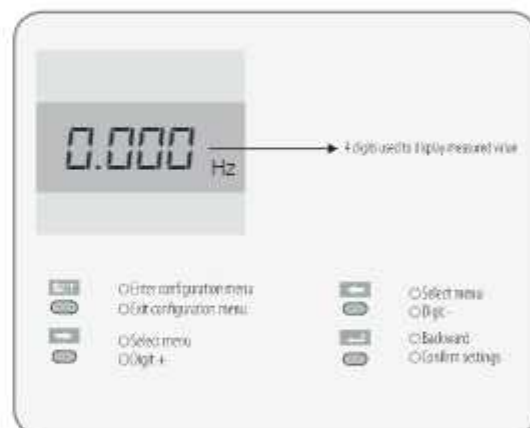 0.000
Hz
4 digits used to display measured value
Enter configuration menu
Exit configuration menu
Select menu
Digit +
Select menu
Digit -
Backward
Confirm settings